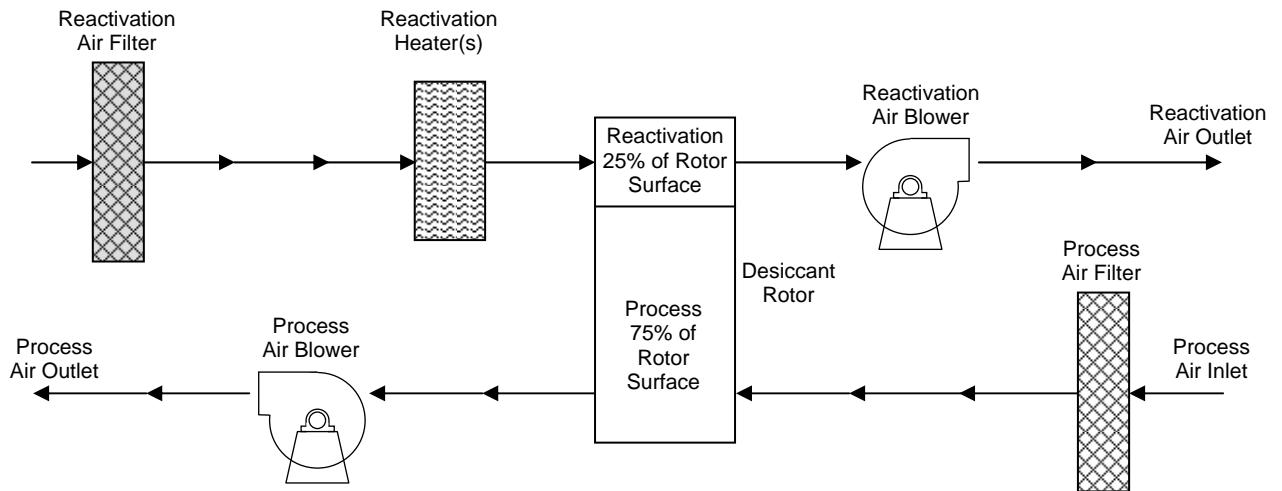 Reactivation
Air Filter
Reactivation
Heater(s)
Reactivation
Air Blower
Reactivation
Air Outlet
Reactivation
25% of Rotor
Surface
Desiccant
Rotor
Process
Air Filter
Process
75% of
Rotor
Surface
Process
Air Blower
Process
Air Outlet
Process
Air Inlet